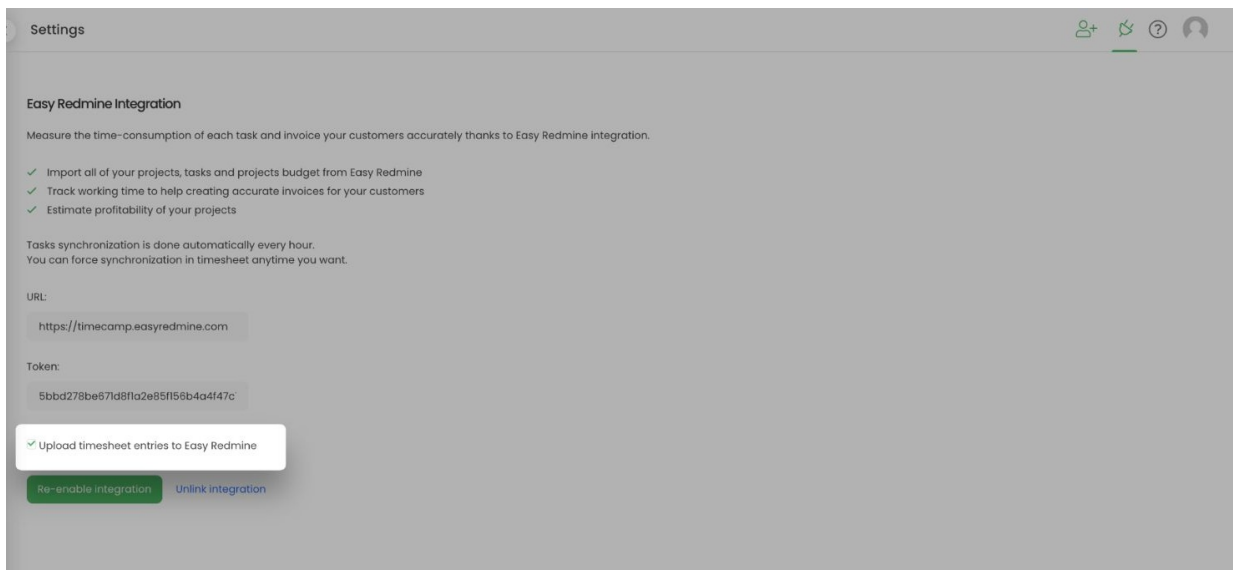 Settings
Easy Redmine Integration
Measure the time-consumption of each task and invoice your customers accurately thanks to Easy Redmine integration.
Import all of your projects, tasks and projects budget from Easy Redmine
Track working time to help creating accurate invoices for your customers
Estimate profitability of your projects
Tasks synchronization is done automatically every hour.
You can force synchronization in timesheet anytime you want.
URL:
https://timecamp.easyredmine.com
Token:
5bbd278be671d8f1a2e85f156b4a4f47c
Upload timesheet entries to Easy Redmine
Re-enable integration Unlink integration